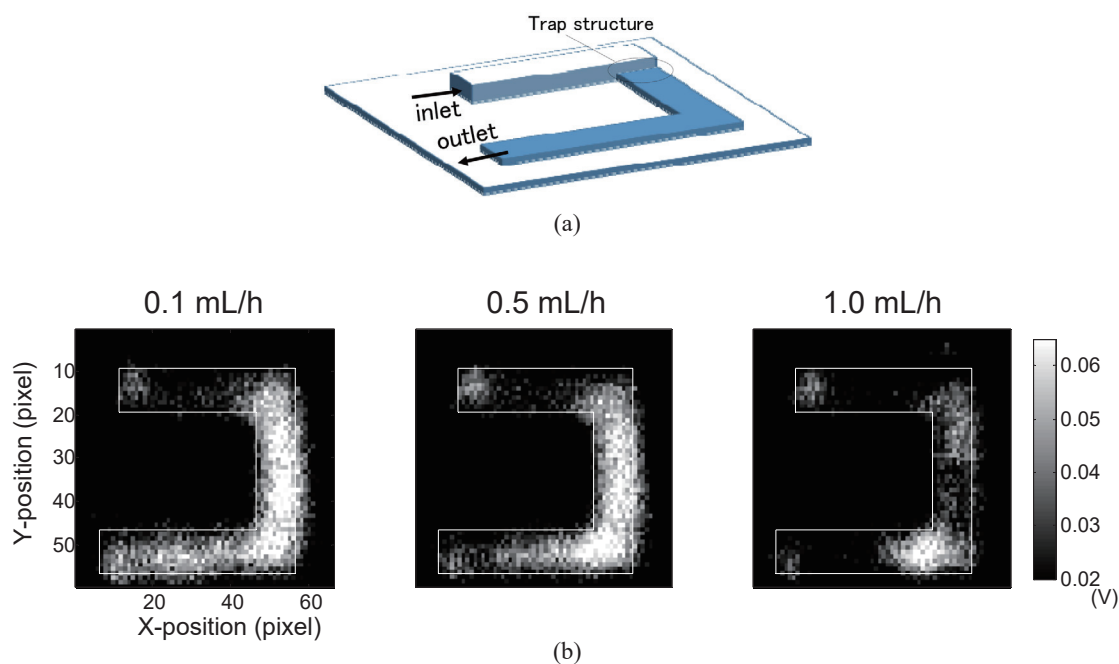 Trap structure
inlet
outlet
(a)
0.1 mL/h 0.5 mL/h 1.0 mL/h
Y-position (pixel)
10
20
30
40
50
20 40 60
X-position (pixel)
0.06
0.05
0.04
0.03
0.02
(V)
(b)